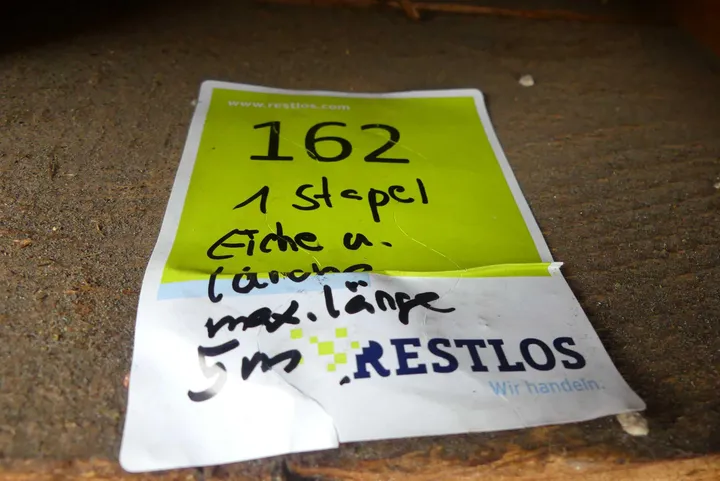 www.restlos.com
162
1 Stapel
Eiche u.
Lärche
max. länge
5m
RESTLOS
Wir handeln.